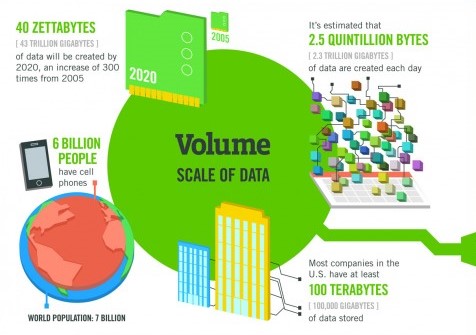 40 ZETTABYTES
[ 43 TRILLION GIGABYTES ]
of data will be created by
2020, an increase of 300
times from 2005
2020
2005
It's estimated that
2.5 QUINTILLION BYTES
[ 2.3 TRILLION GIGABYTES ]
of data are created each day
6 BILLION
PEOPLE
have cell
phones
WORLD POPULATION: 7 BILLION
Volume
SCALE OF DATA
Most companies in the
U.S. have at least
100 TERABYTES
[ 100,000 GIGABYTES ]
of data stored